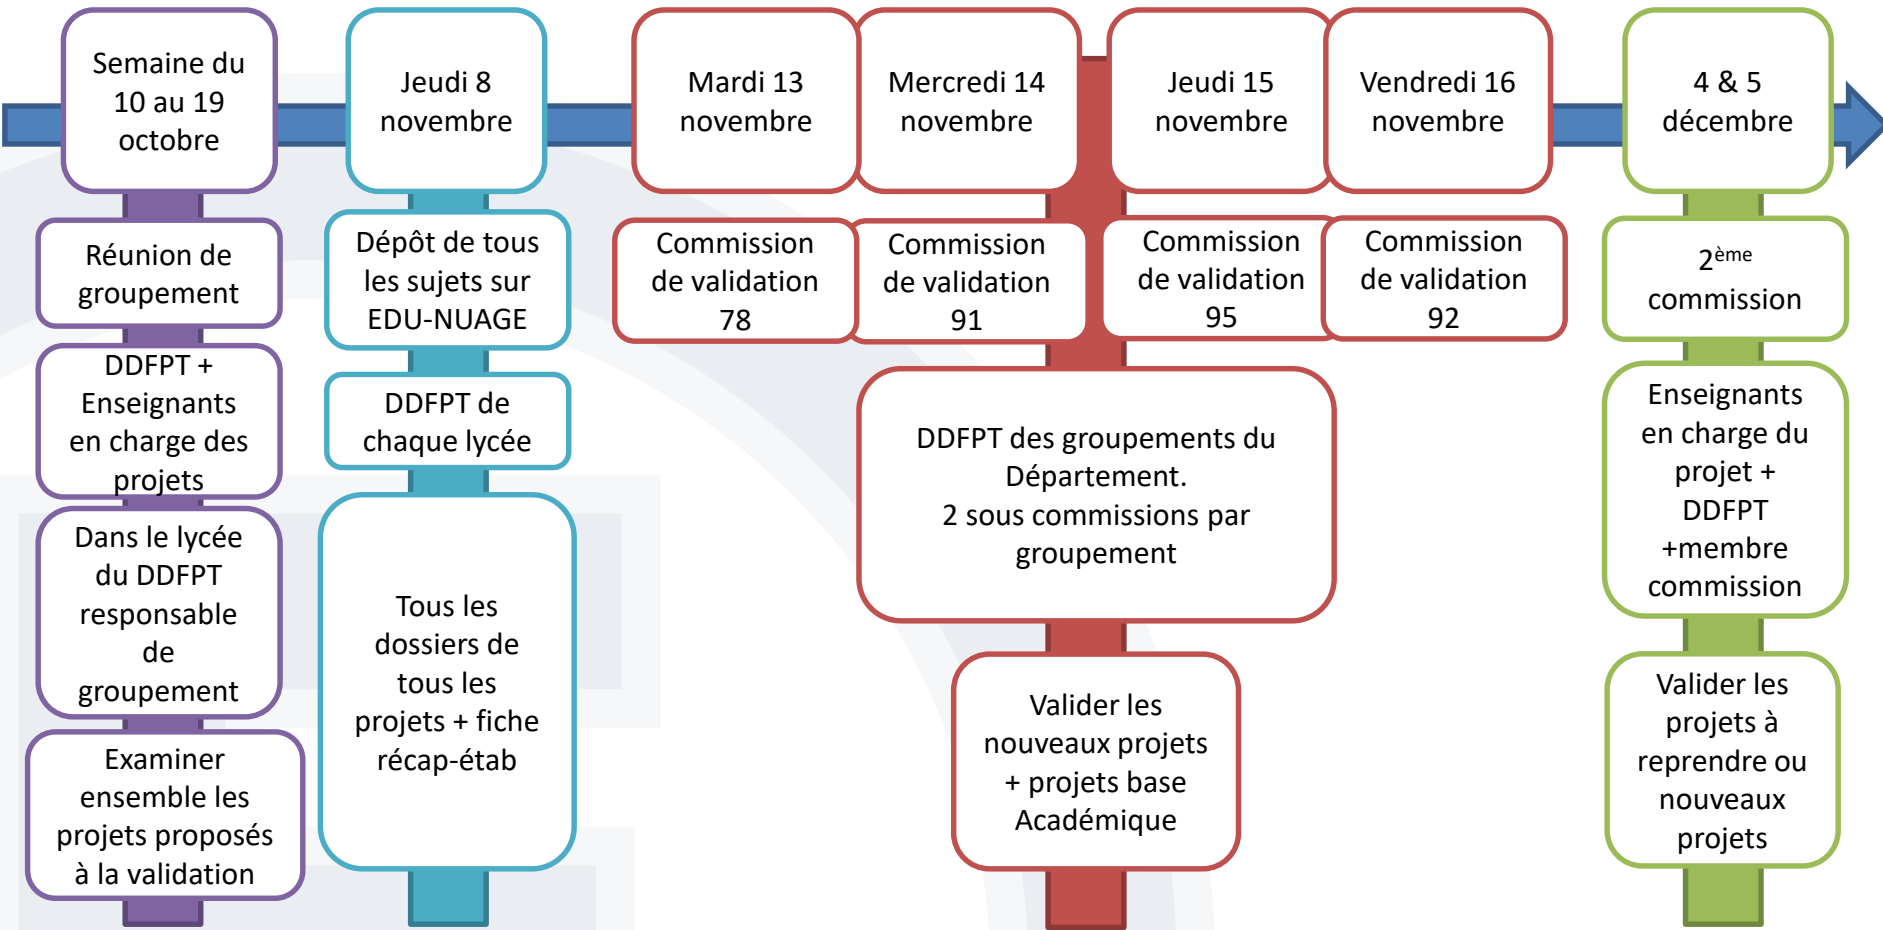 Semaine du
10 au 19
octobre
Réunion de
groupement
DDFPT +
Enseignants
en charge des
projets
Dans le lycée
du DDFPT
responsable
de
groupement
Examiner
ensemble les
projets proposés
à la validation
Jeudi 8
novembre
Dépôt de tous
les sujets sur
EDU-NUAGE
DDFPT de
chaque lycée
Tous les
dossiers de
tous les
projets + fiche
récap-étab
Mardi 13
novembre
Commission
de validation
78
Mercredi 14
novembre
Commission
de validation
91
Jeudi 15
novembre
Commission
de validation
95
Vendredi 16
novembre
Commission
de validation
92
DDFPT des groupements du
Département.
2 sous commissions par
groupement
Valider les
nouveaux projets
+ projets base
Académique
4 & 5
décembre
2ème
commission
Enseignants
en charge du
projet +
DDFPT
+membre
commission
Valider les
projets à
reprendre ou
nouveaux
projets